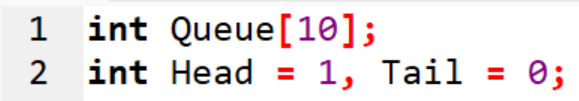 1 int Queue[10];
2 int Head = 1, Tail = 0;